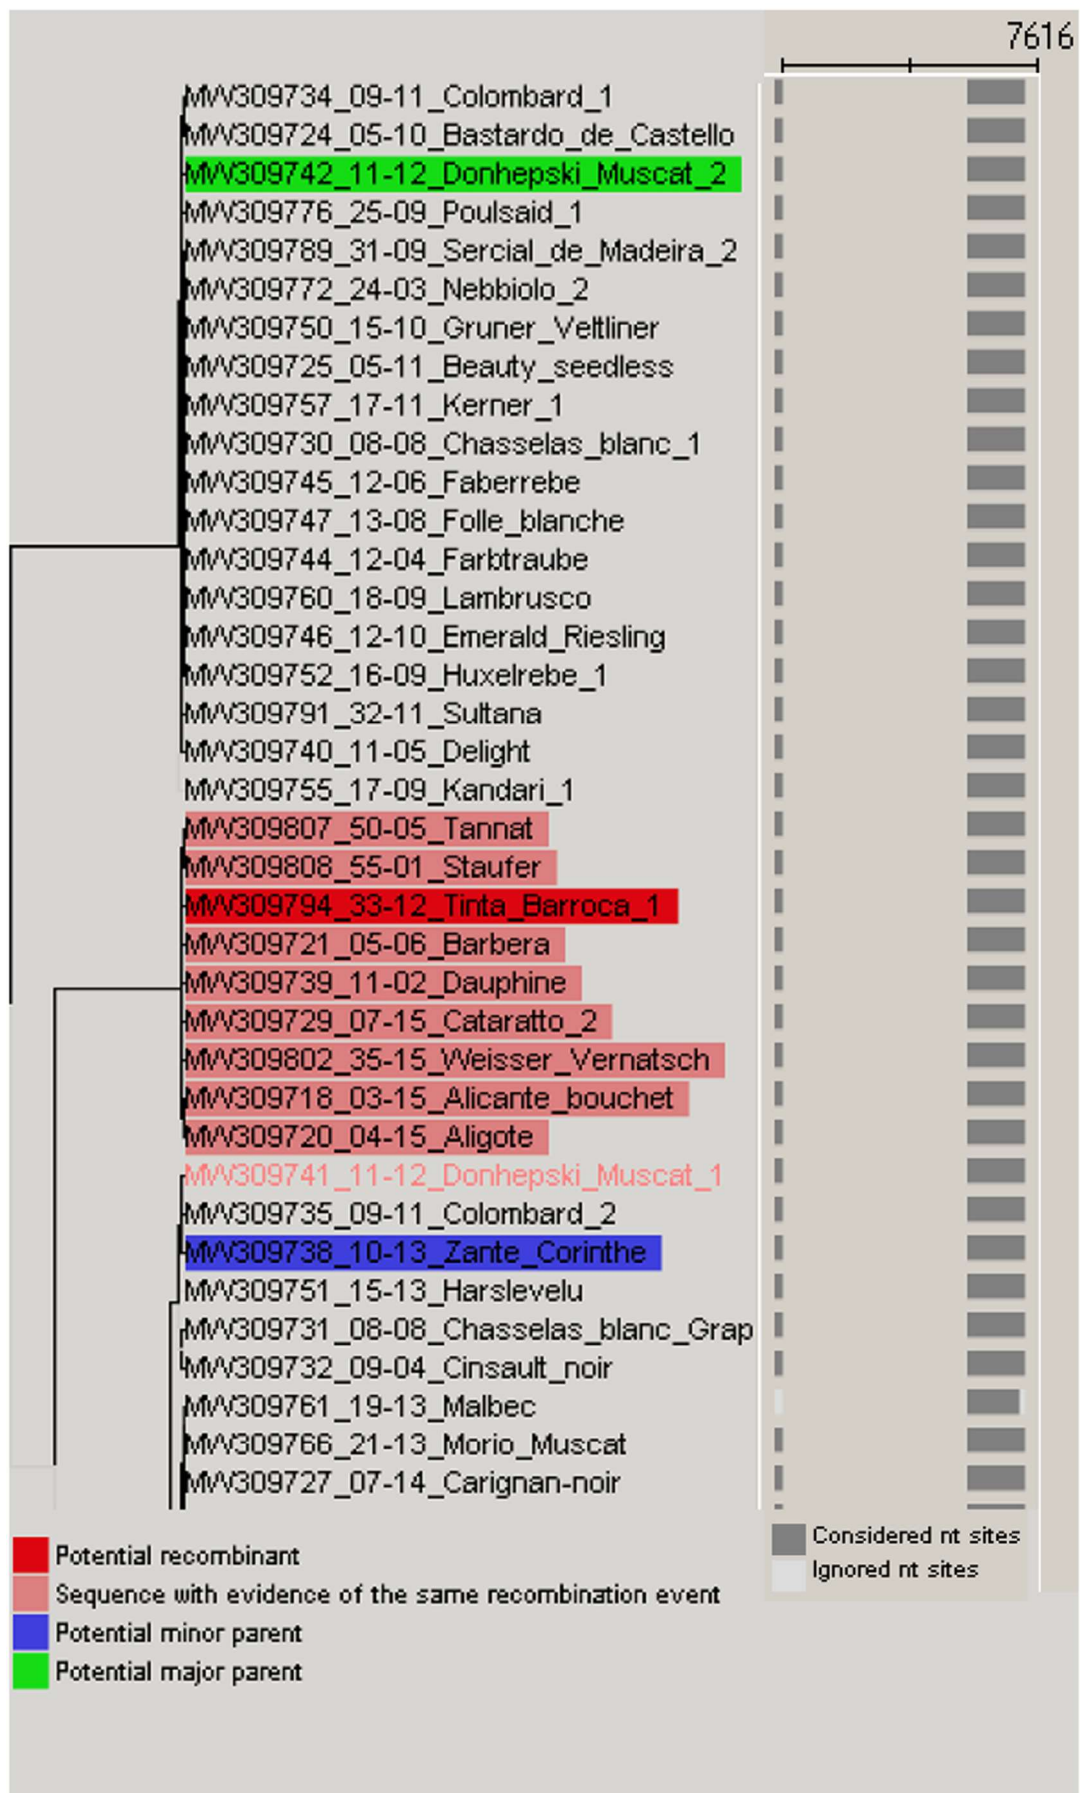 7616
MW309734_09-11_Colombard_1
MW309724_05-10_Bastardo_de_Castello
MW309742_11-12_Donhepski_Muscat_2
MW309776_25-09_Poulsaid_1
MW309789_31-09_Sercial_de_Madeira_2
MW309772_24-03_Nebbiolo_2
MW309750_15-10_Gruner_Veltliner
MW309725_05-11_Beauty_seedless
MW309757_17-11_Kerner_1
MW309730_08-08_Chasselas_blanc_1
MW309745_12-06_Faberrebe
MW309747_13-08_Folle_blanche
MW309744_12-04_Farbtraube
MW309760_18-09_Lambrusco
MW309746_12-10_Emerald_Riesling
MW309752_16-09_Huxelrebe_1
MW309791_32-11_Sultana
MW309740_11-05_Delight
MW309755_17-09_Kandari_1
MW309807_50-05_Tannat
MW309808_55-01_Staufer
MW309794_33-12_Tinta_Barroca_1
MW309721_05-06_Barbera
MW309739_11-02_Dauphine
MW309729_07-15_Cataratto_2
MW309802_35-15_Weisser_Vernatsch
MW309718_03-15_Alicante_bouchet
MW309720_04-15_Aligote
MW309741_11-12_Donhepski_Muscat_1
MW309735_09-11_Colombard_2
MW309738_10-13_Zante_Corinthe
MW309751_15-13_Harslevelu
MW309731_08-08_Chasselas_blanc_Grap
MW309732_09-04_Cinsault_noir
MW309761_19-13_Malbec
MW309766_21-13_Morio_Muscat
MW309727_07-14_Carignan-noir
Considered nt sites
Ignored nt sites
Potential recombinant
Sequence with evidence of the same recombination event
Potential minor parent
Potential major parent